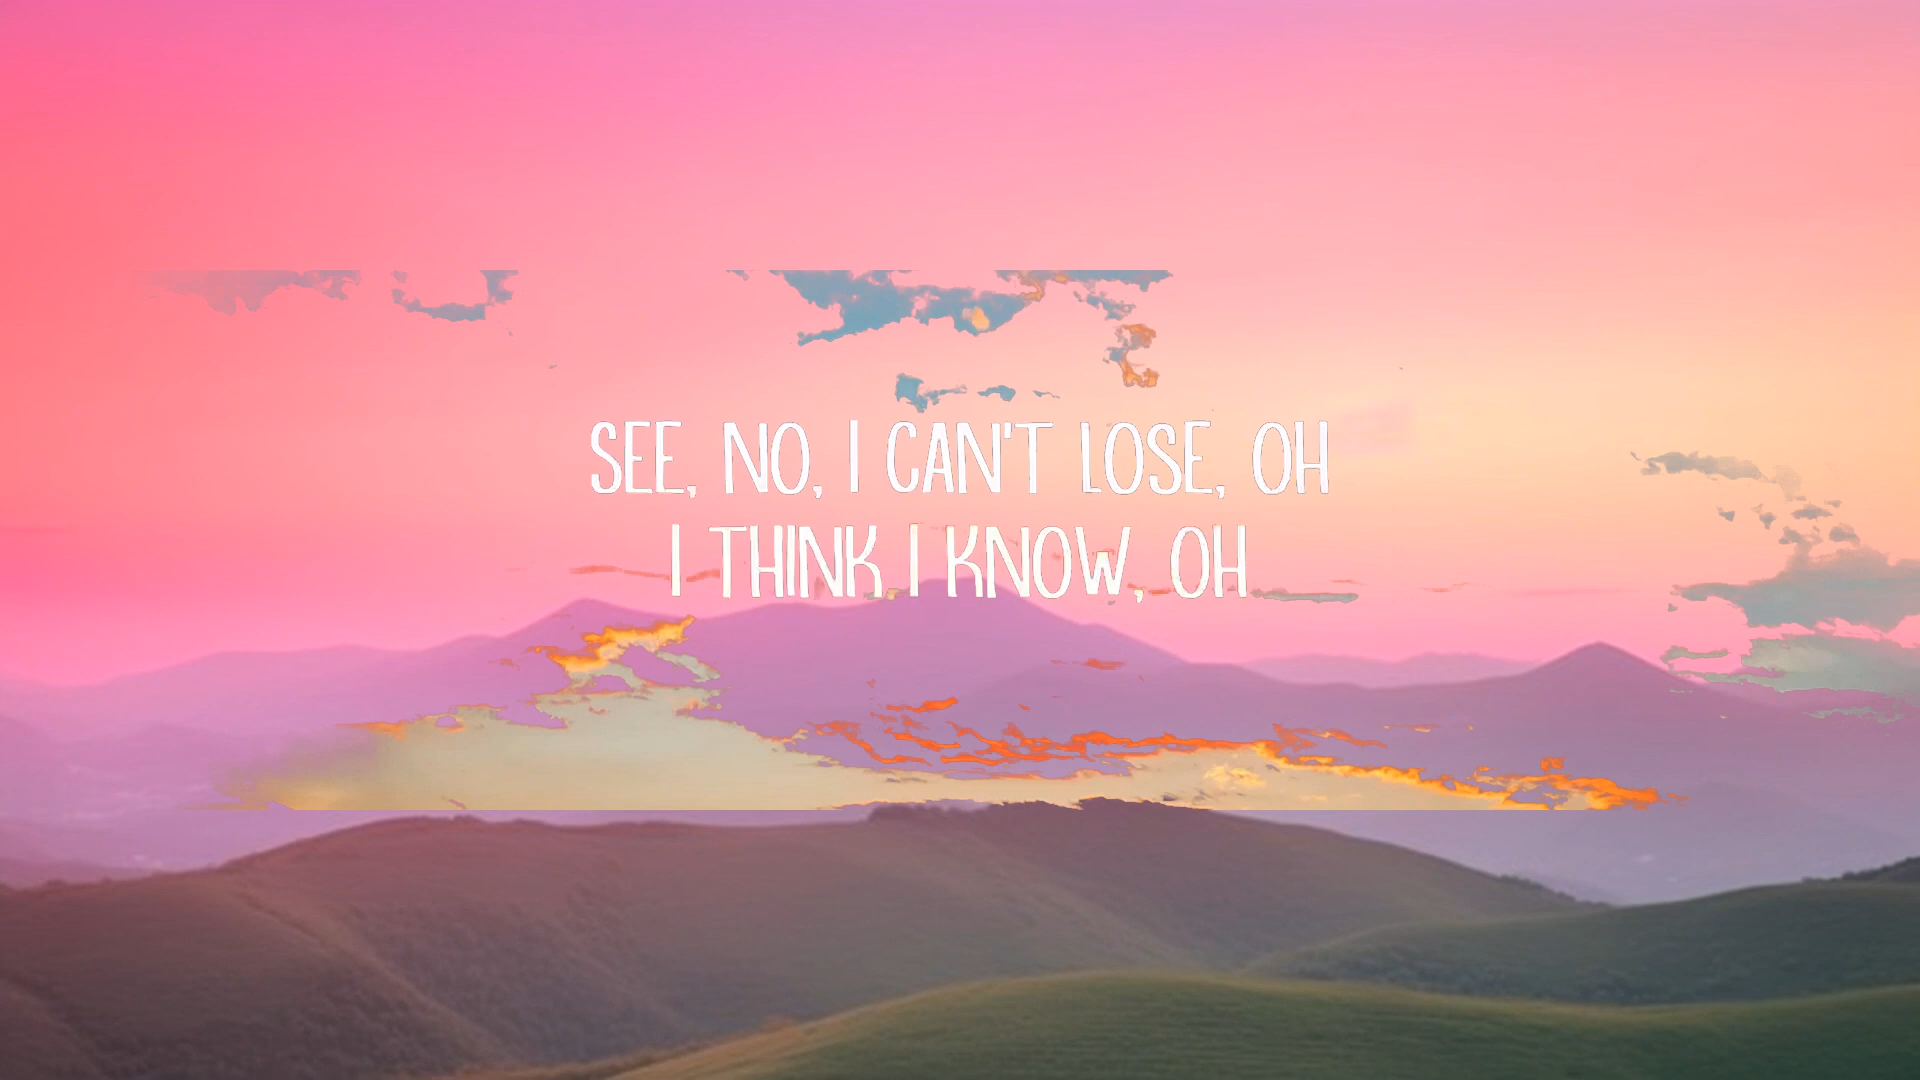 SEE, NO, I CAN'T LOSE, OH
I THINK I KNOW, OH